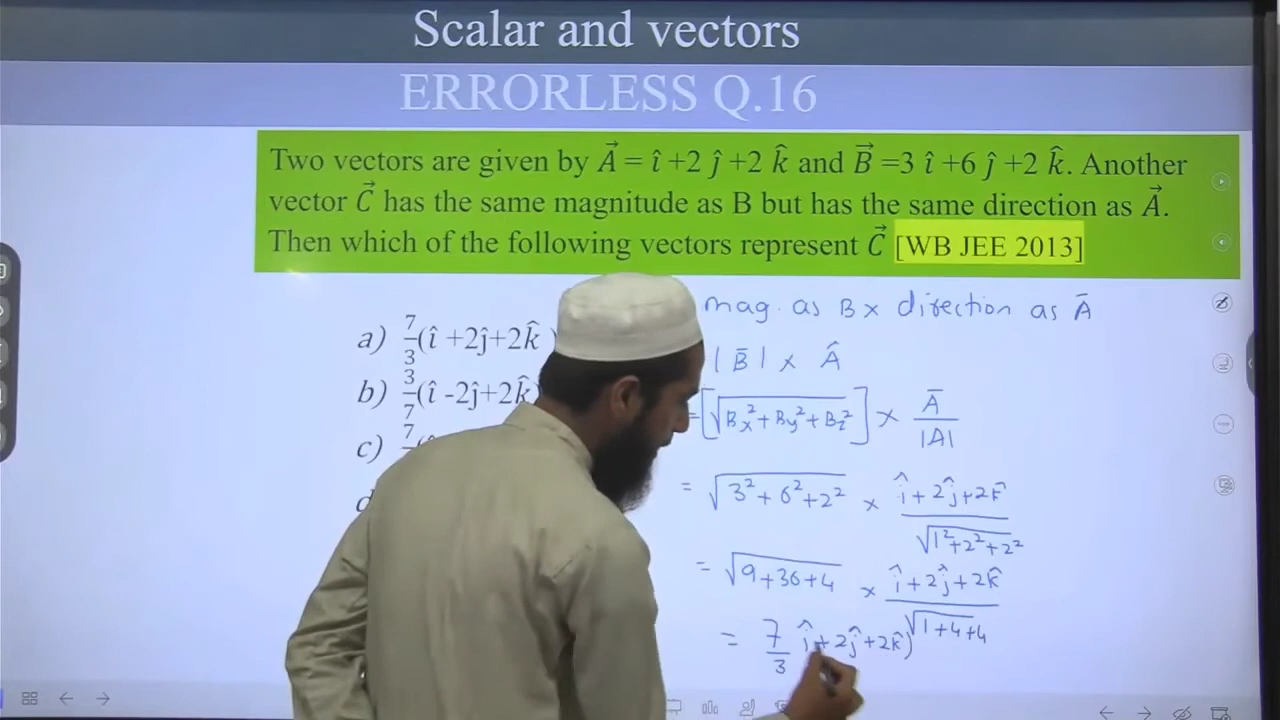 Scalar and vectors
ERRORLESS Q.16
Two vectors are given by A⃗ = î +2 ĵ +2 k̂ and B⃗ =3 î +6 ĵ +2 k̂. Another
vector C⃗ has the same magnitude as B but has the same direction as A⃗.
Then which of the following vectors represent C⃗ [WB JEE 2013]
a) 7/3(î +2ĵ+2k̂
b) 3/7(î -2ĵ+2k̂)
c) 7
mag. as B x direction as Ā
|B̄| x Â
= [√Bx²+By²+Bz²] x Ā/|A|
= √3²+6²+2² x î+2ĵ+2k̂/√1²+2²+2²
= √9+36+4 x î+2ĵ+2k̂/√1+4+4
= 7/3 î+2ĵ+2k̂)